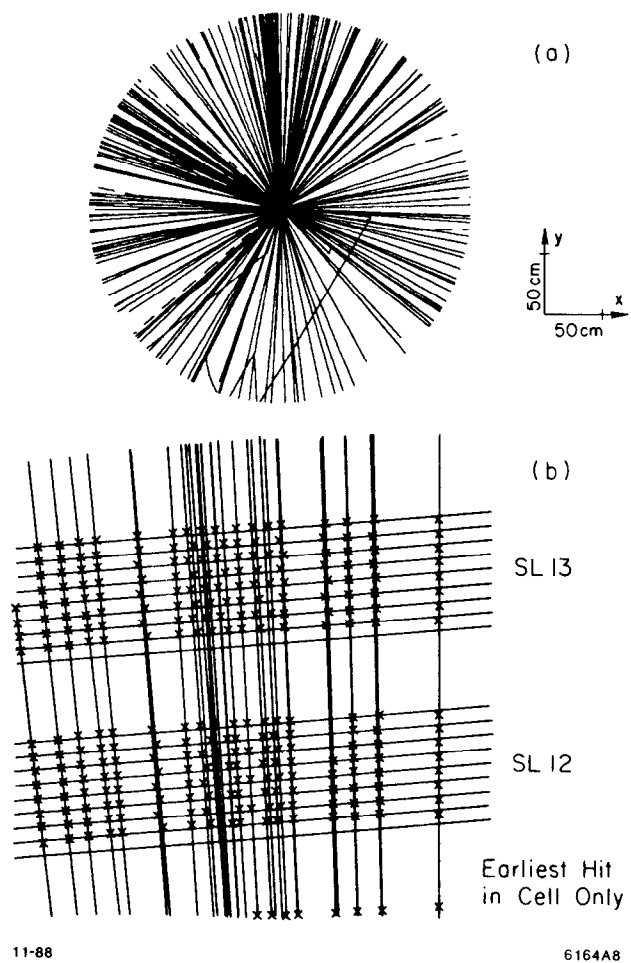 (a)
y
50cm
x
50cm
(b)
SL 13
SL 12
Earliest Hit
in Cell Only
11-88
6164A8